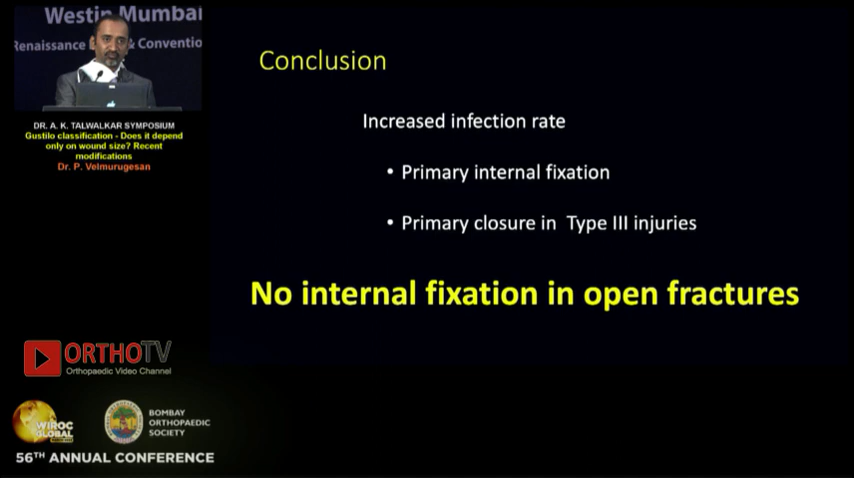 Westin Mumbai
Renaissance & Conventio
DR. A. K. TALWALKAR SYMPOSIUM
Gustilo classification - Does it depend
only on wound size? Recent
modifications
Dr. P. Velmurugesan
Conclusion
Increased infection rate
• Primary internal fixation
• Primary closure in Type III injuries
No internal fixation in open fractures
ORTHOTV
Orthopaedic Video Channel
WIROC
GLOBAL
BOMBAY
ORTHOPAEDIC
SOCIETY
56TH ANNUAL CONFERENCE